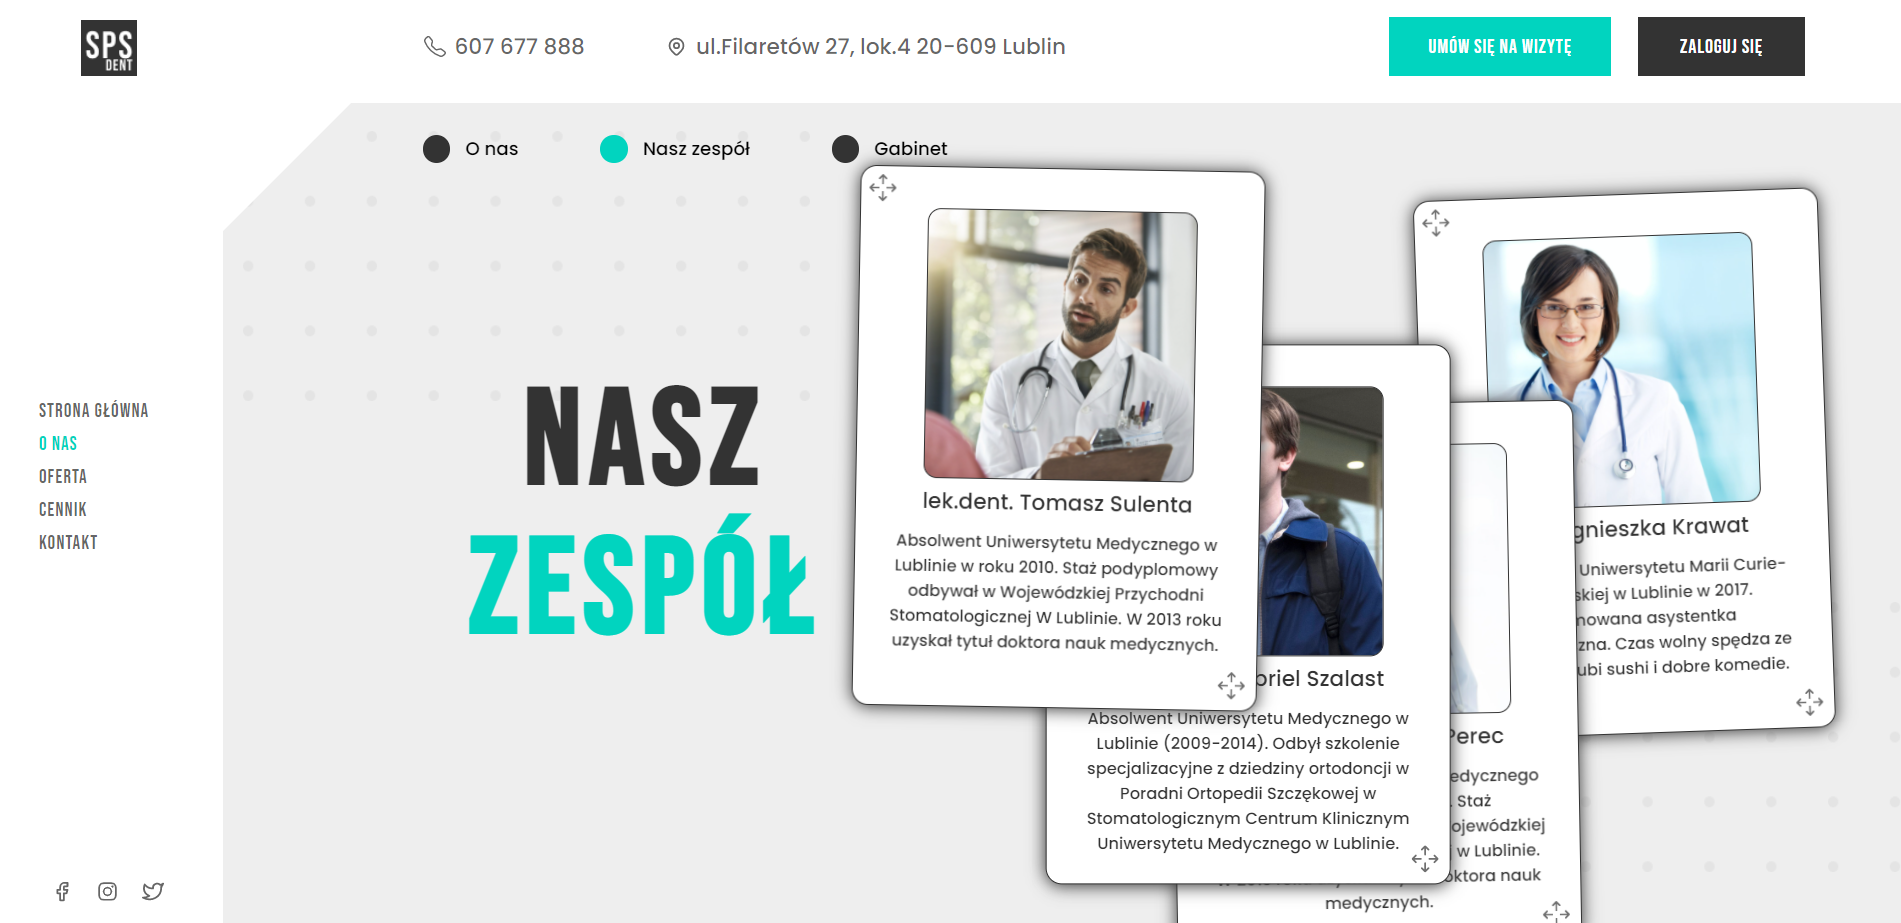 SPS
DENT
607 677 888
ul.Filaretów 27, lok.4 20-609 Lublin
UMÓW SIĘ NA WIZYTĘ
ZALOGUJ SIĘ
O nas
Nasz zespół
Gabinet
STRONA GŁÓWNA
O NAS
OFERTA
CENNIK
KONTAKT
NASZ
ZESPÓŁ
lek.dent. Tomasz Sulenta
Absolwent Uniwersytetu Medycznego w
Lublinie w roku 2010. Staż podyplomowy
odbywał w Wojewódzkiej Przychodni
Stomatologicznej W Lublinie. W 2013 roku
uzyskał tytuł doktora nauk medycznych.
briel Szalast
Absolwent Uniwersytetu Medycznego w
Lublinie (2009-2014). Odbył szkolenie
specjalizacyjne z dziedziny ortodoncji w
Poradni Ortopedii Szczękowej w
Stomatologicznym Centrum Klinicznym
Uniwersytetu Medycznego w Lublinie.
Perec
edycznego
. Staż
ojewódzkiej
j w Lublinie.
oktora nauk
medycznych.
gnieszka Krawat
Uniwersytetu Marii Curie-
skiej w Lublinie w 2017.
mowana asystentka
zna. Czas wolny spędza ze
ubi sushi i dobre komedie.